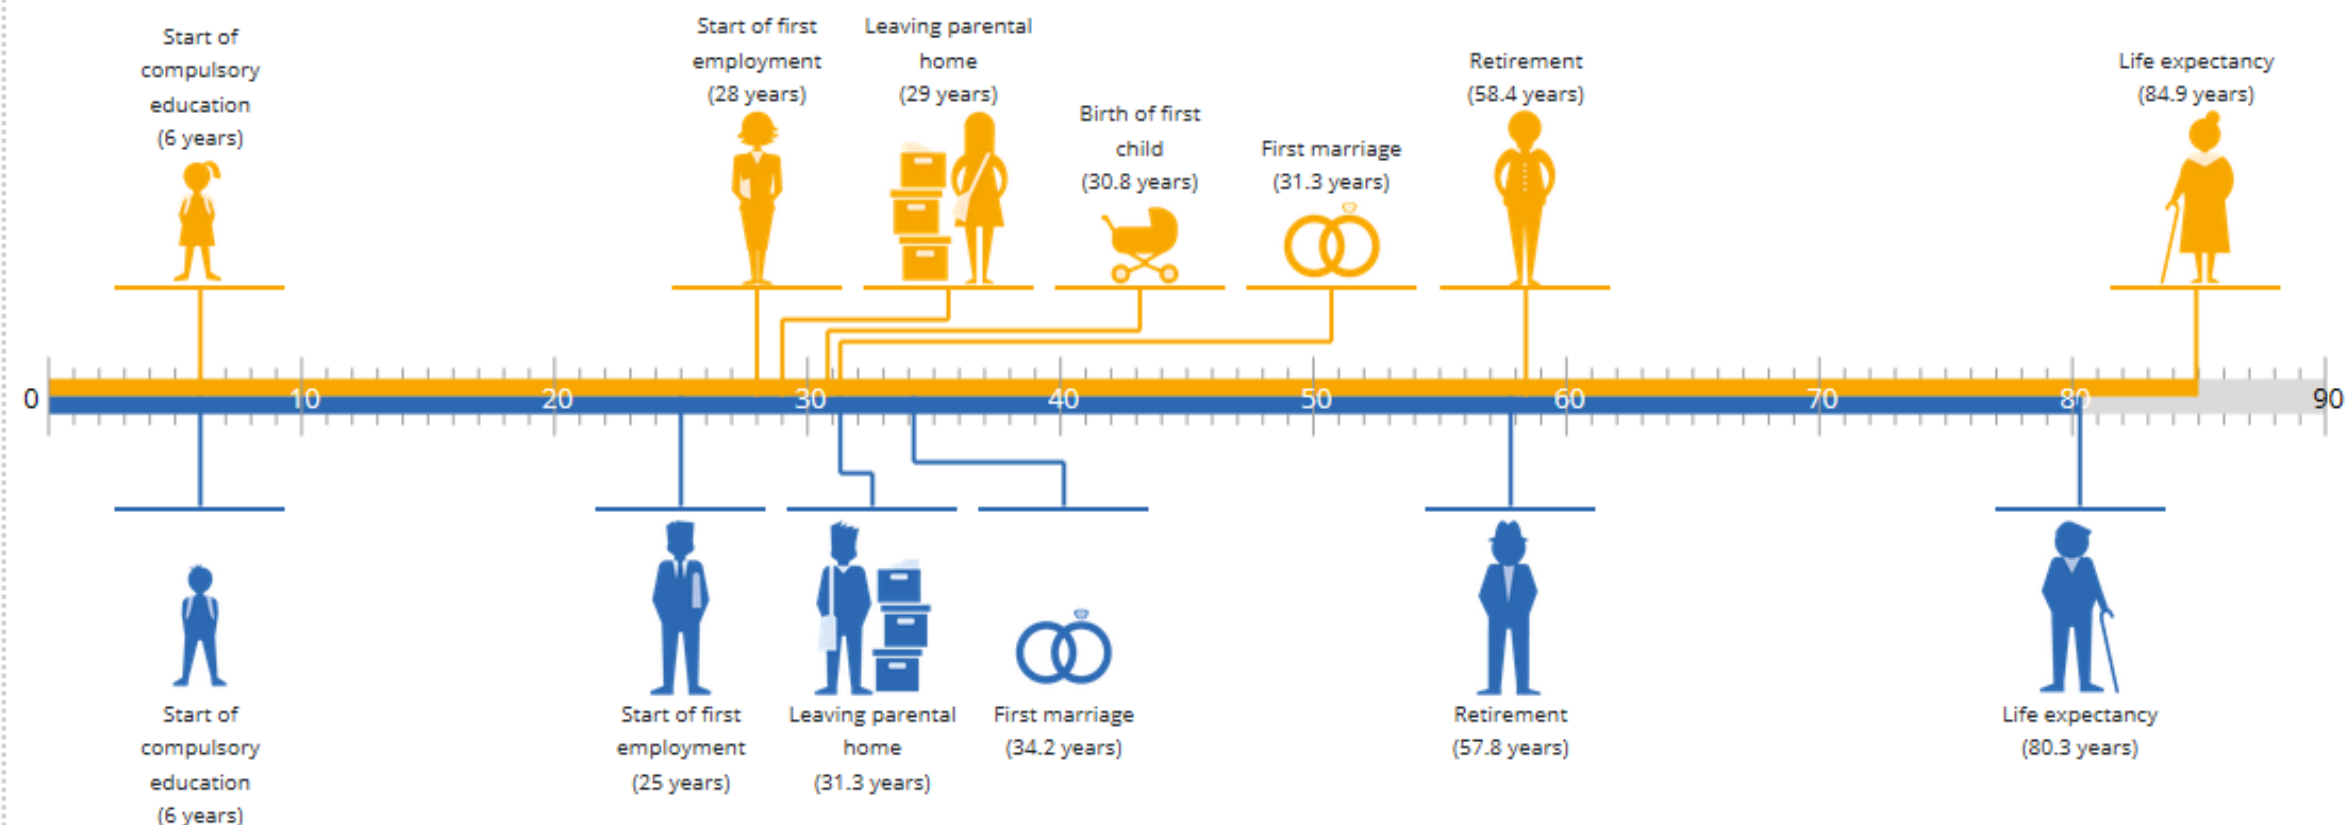 Start of
compulsory
education
(6 years)
Start of first
employment
(28 years)
Leaving parental
home
(29 years)
Birth of first
child
(30.8 years)
First marriage
(31.3 years)
Retirement
(58.4 years)
Life expectancy
(84.9 years)
0 10 20 30 40 50 60 70 80 90
Start of
compulsory
education
(6 years)
Start of first
employment
(25 years)
Leaving parental
home
(31.3 years)
First marriage
(34.2 years)
Retirement
(57.8 years)
Life expectancy
(80.3 years)